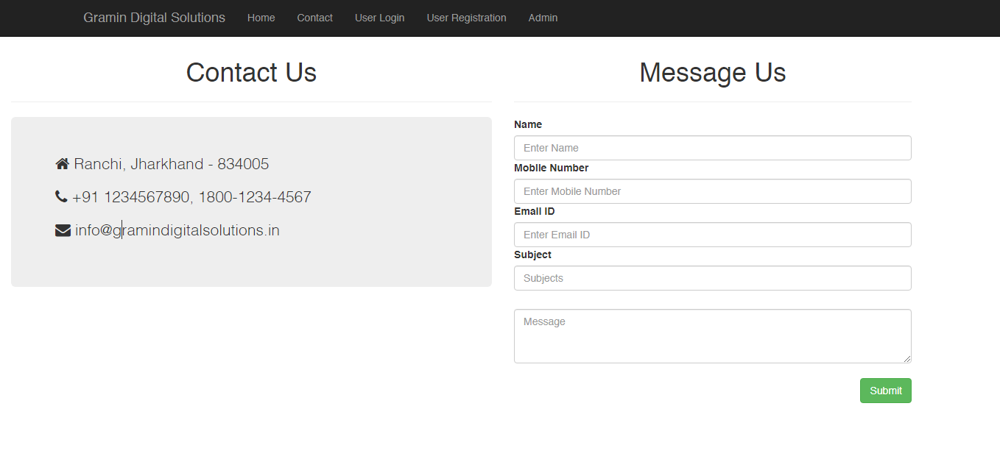 Gramin Digital Solutions Home Contact User Login User Registration Admin
Contact Us
Ranchi, Jharkhand - 834005
+91 1234567890, 1800-1234-4567
info@gramindigitalsolutions.in
Message Us
Name
Enter Name
Mobile Number
Enter Mobile Number
Email ID
Enter Email ID
Subject
Subjects
Message
Submit